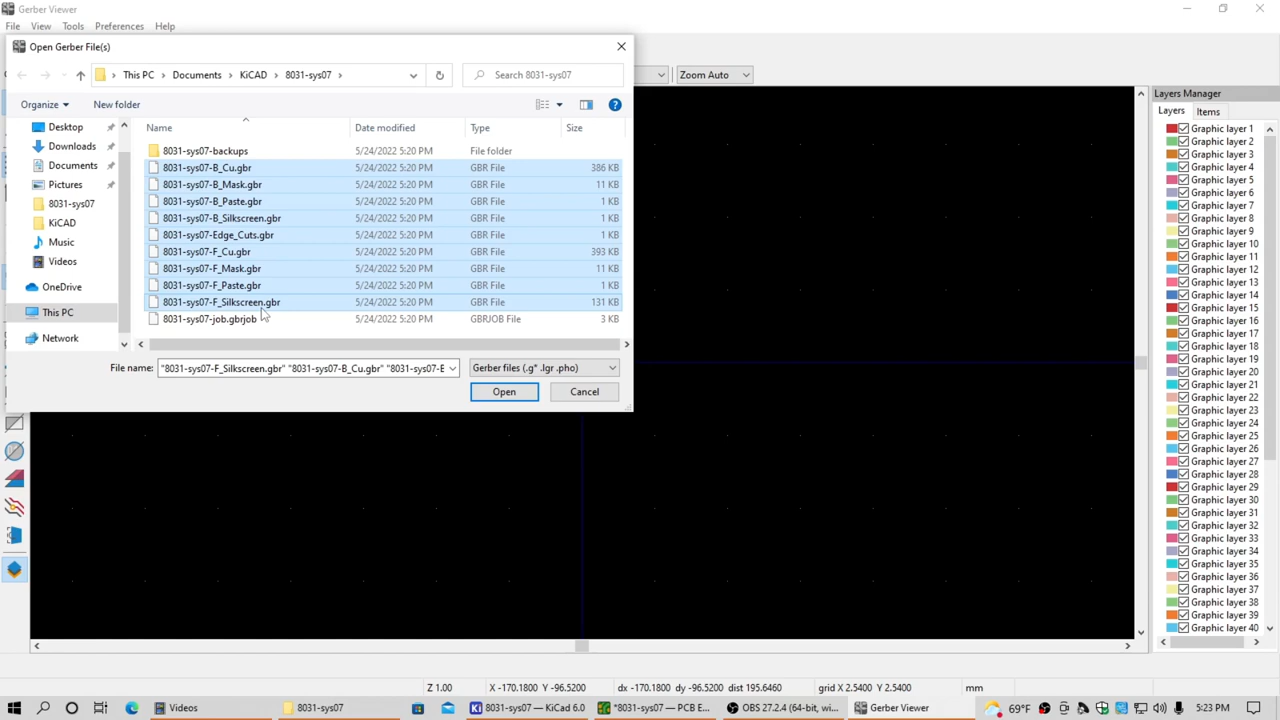 Gerber Viewer
File View Tools Preferences Help
Open Gerber File(s)
This PC Documents KiCAD 8031-sys07
Search 8031-sys07
Zoom Auto
Organize New folder
Name Date modified Type Size
Desktop
Downloads
Documents
Pictures
8031-sys07
KiCAD
Music
Videos
OneDrive
This PC
Network
8031-sys07-backups 5/24/2022 5:20 PM File folder
8031-sys07-B_Cu.gbr 5/24/2022 5:20 PM GBR File 386 KB
8031-sys07-B_Mask.gbr 5/24/2022 5:20 PM GBR File 11 KB
8031-sys07-B_Paste.gbr 5/24/2022 5:20 PM GBR File 1 KB
8031-sys07-B_Silkscreen.gbr 5/24/2022 5:20 PM GBR File 1 KB
8031-sys07-Edge_Cuts.gbr 5/24/2022 5:20 PM GBR File 1 KB
8031-sys07-F_Cu.gbr 5/24/2022 5:20 PM GBR File 393 KB
8031-sys07-F_Mask.gbr 5/24/2022 5:20 PM GBR File 11 KB
8031-sys07-F_Paste.gbr 5/24/2022 5:20 PM GBR File 1 KB
8031-sys07-F_Silkscreen.gbr 5/24/2022 5:20 PM GBR File 131 KB
8031-sys07-job.gbrjob 5/24/2022 5:20 PM GBRJOB File 3 KB
File name: "8031-sys07-F_Silkscreen.gbr" "8031-sys07-B_Cu.gbr" "8031-sys07-E
Gerber files (.g* .lgr .pho)
Open Cancel
Layers Manager
Layers Items
Graphic layer 1
Graphic layer 2
Graphic layer 3
Graphic layer 4
Graphic layer 5
Graphic layer 6
Graphic layer 7
Graphic layer 8
Graphic layer 9
Graphic layer 10
Graphic layer 11
Graphic layer 12
Graphic layer 13
Graphic layer 14
Graphic layer 15
Graphic layer 16
Graphic layer 17
Graphic layer 18
Graphic layer 19
Graphic layer 20
Graphic layer 21
Graphic layer 22
Graphic layer 23
Graphic layer 24
Graphic layer 25
Graphic layer 26
Graphic layer 27
Graphic layer 28
Graphic layer 29
Graphic layer 30
Graphic layer 31
Graphic layer 32
Graphic layer 33
Graphic layer 34
Graphic layer 35
Graphic layer 36
Graphic layer 37
Graphic layer 38
Graphic layer 39
Graphic layer 40
Z 1.00 X -170.1800 Y -96.5200 dx -170.1800 dy -96.5200 dist 195.6460 grid X 2.5400 Y 2.5400 mm
Videos 8031-sys07 8031-sys07 — KiCad 6.0 *8031-sys07 — PCB E... OBS 27.2.4 (64-bit, wi... Gerber Viewer 69°F 5:23 PM